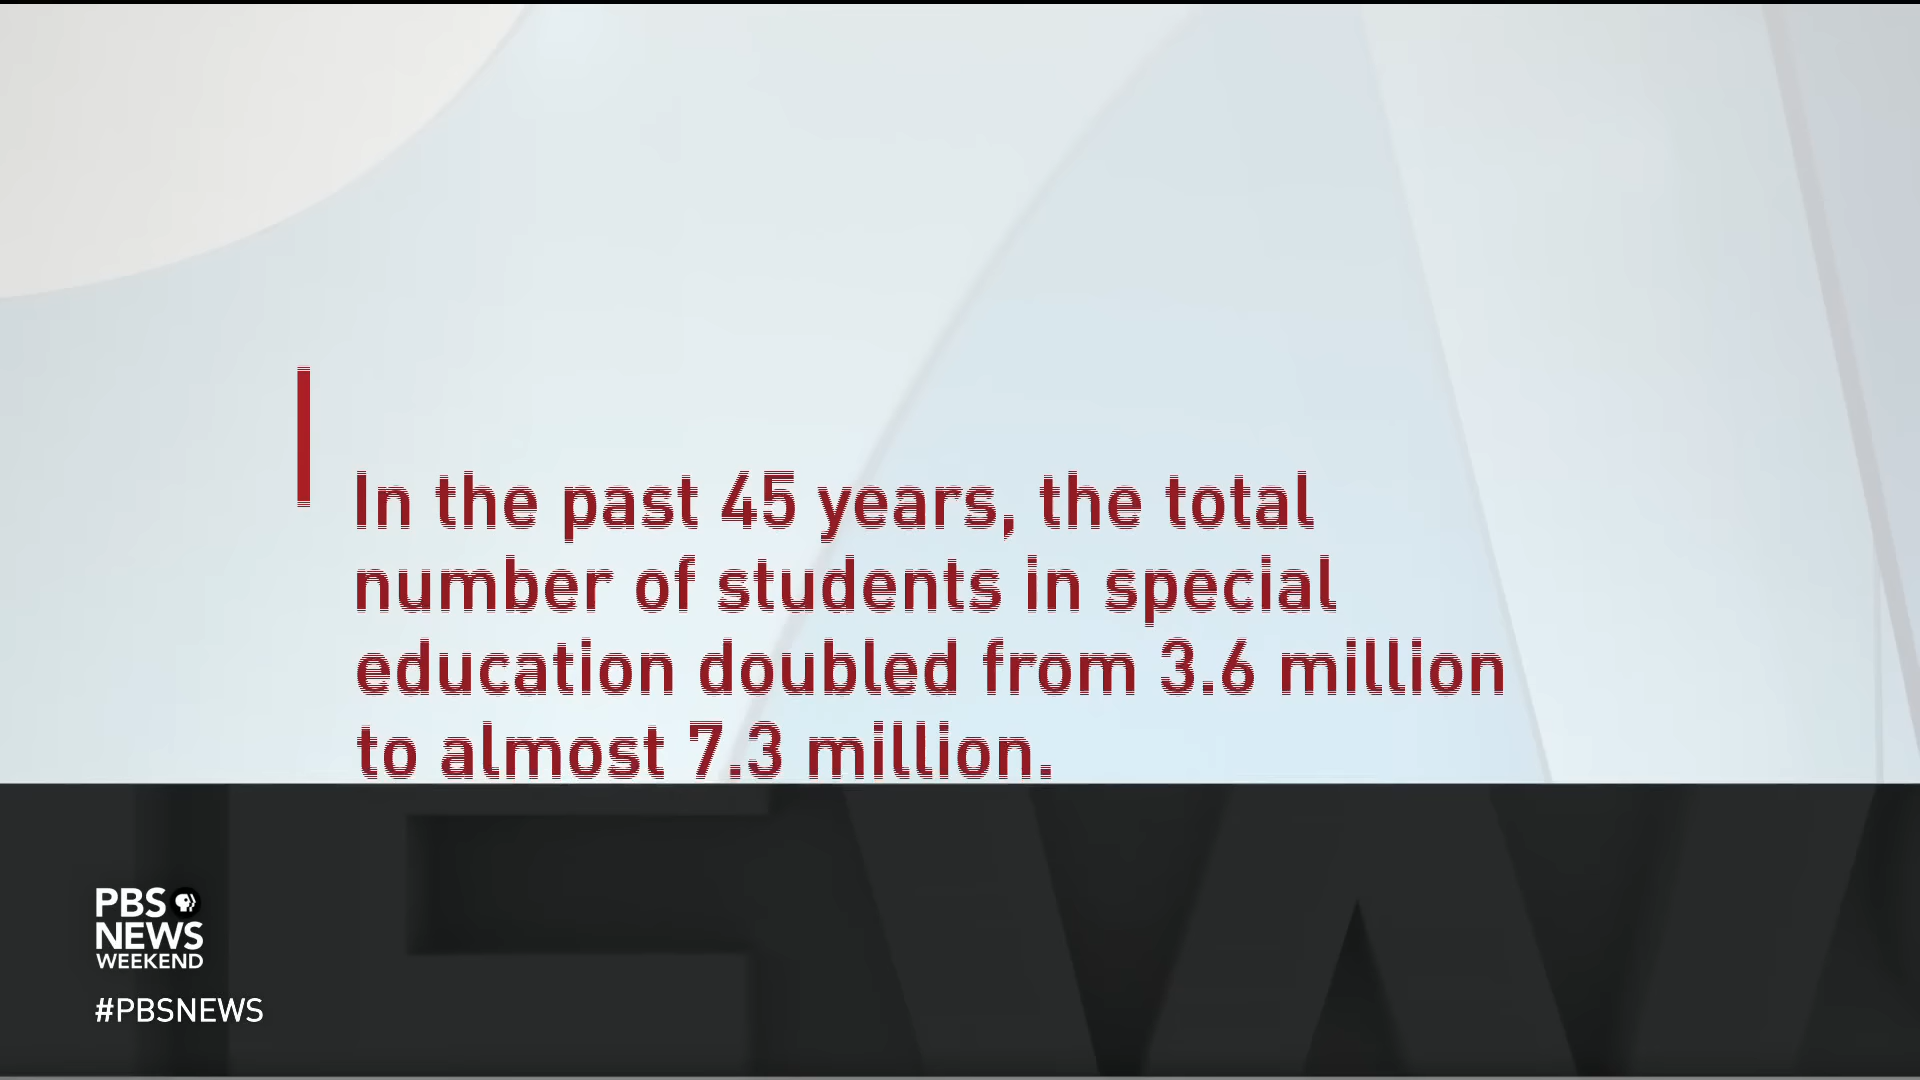 In the past 45 years, the total
number of students in special
education doubled from 3.6 million
to almost 7.3 million.
PBS
NEWS
WEEKEND
#PBSNEWS